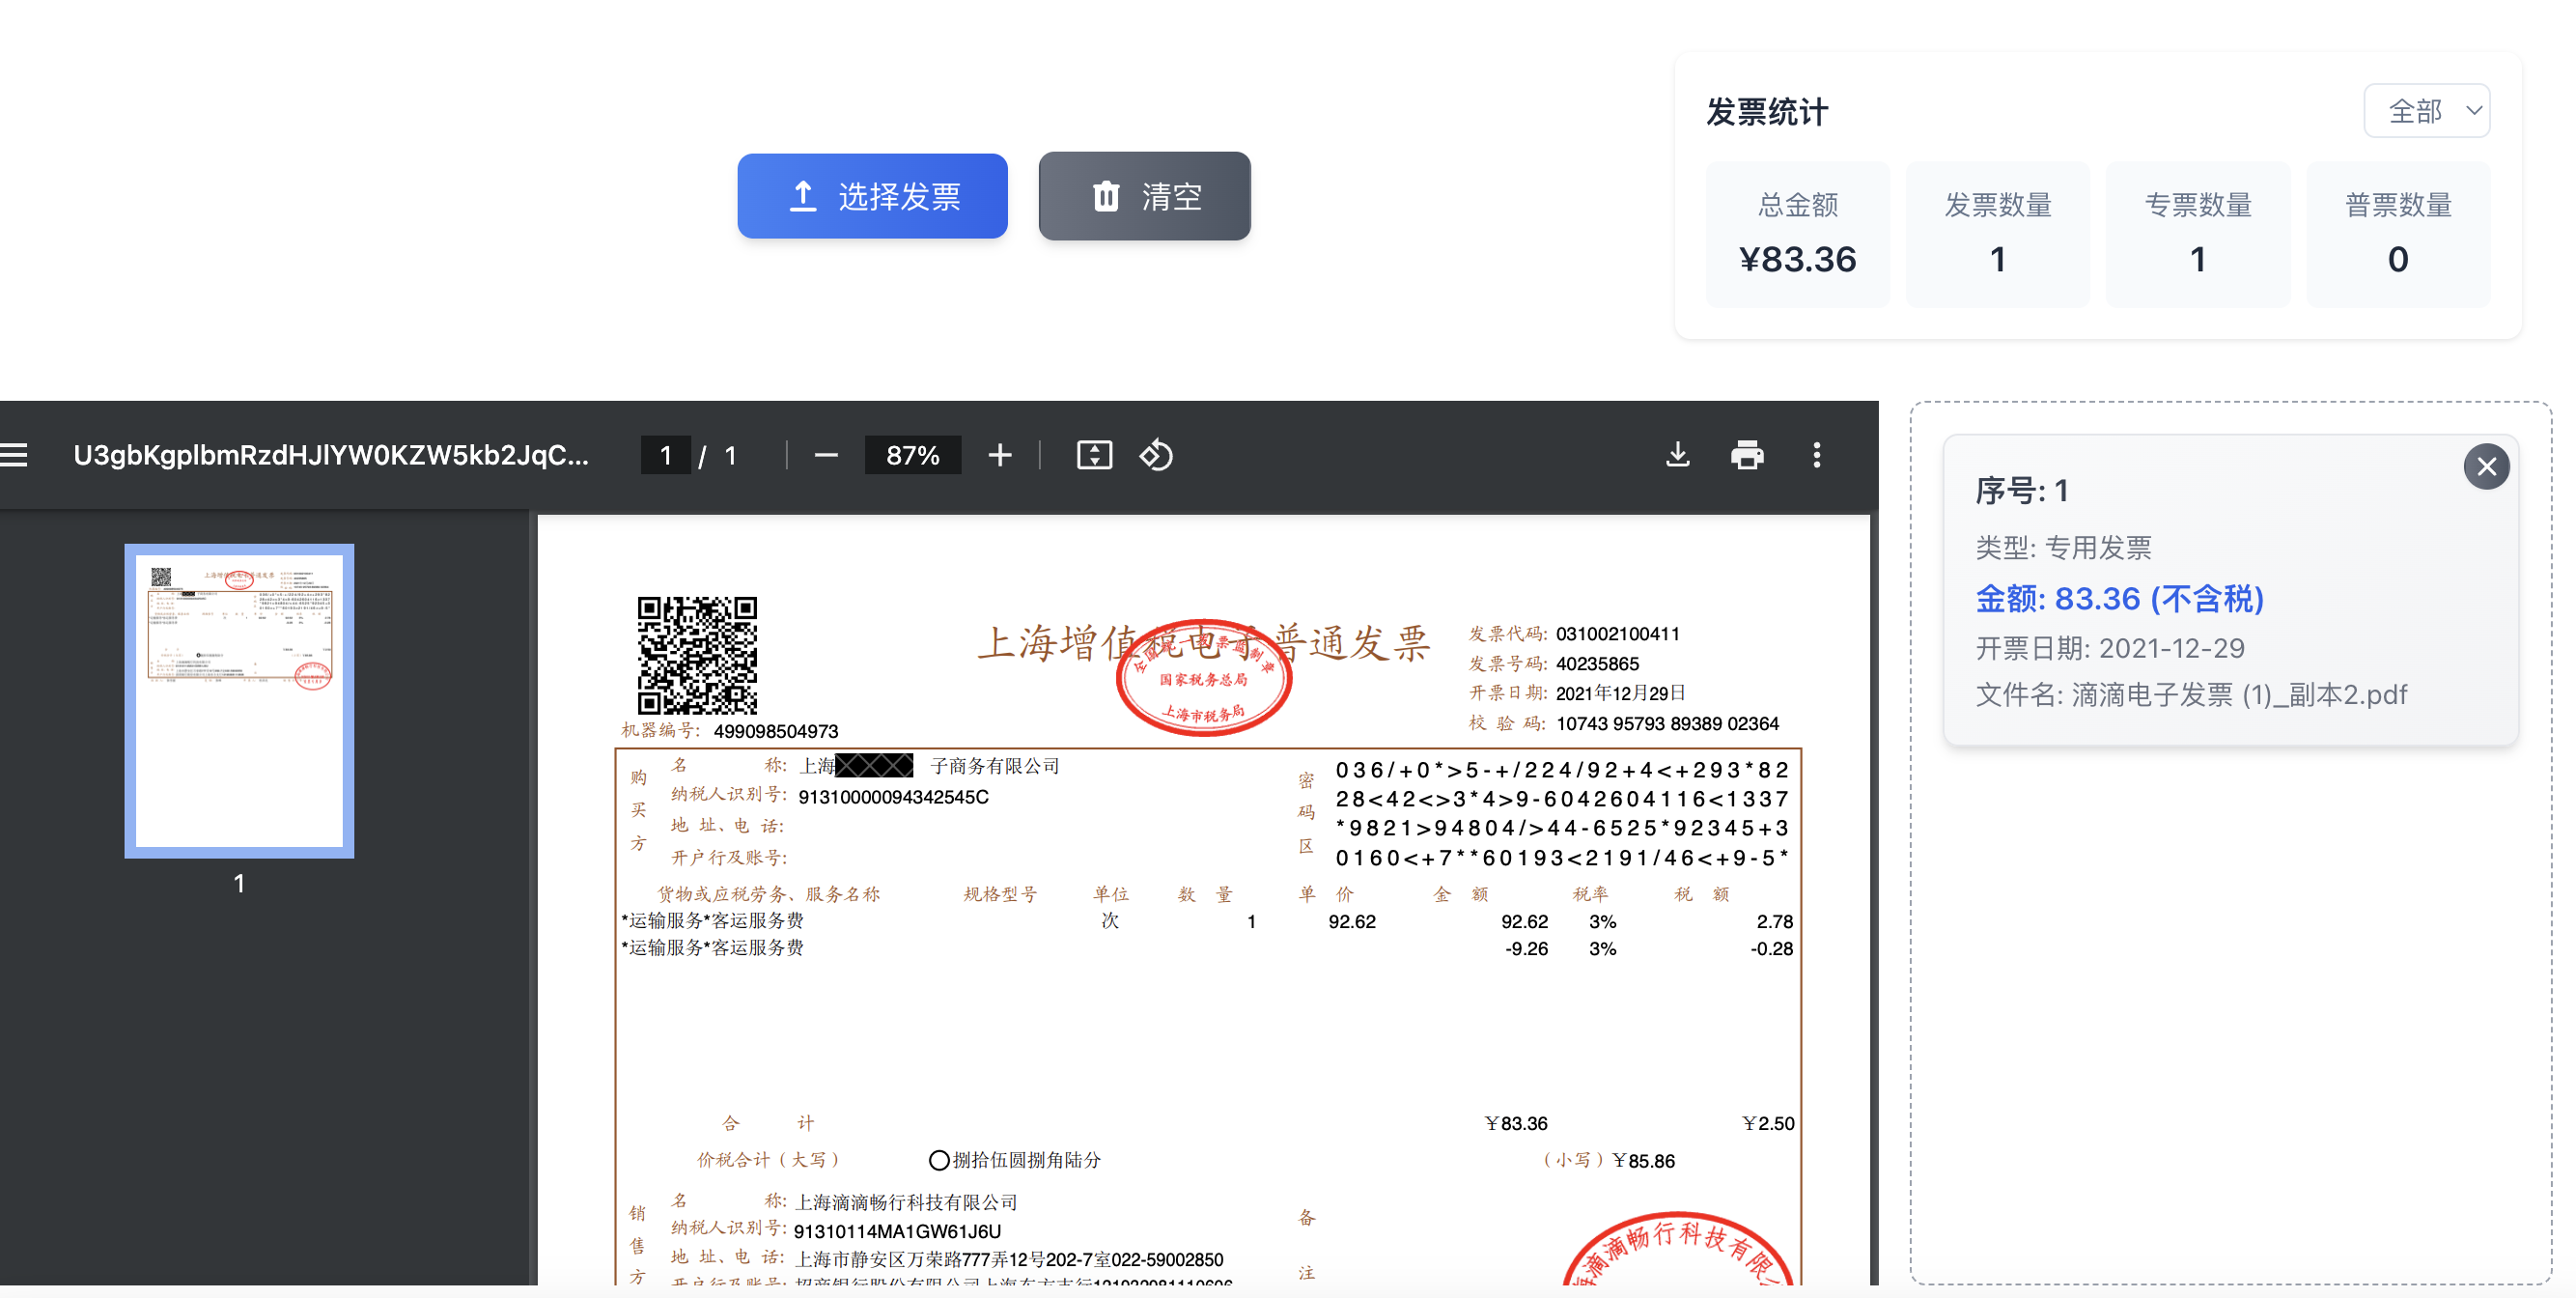 选择发票
清空
发票统计
全部
总金额
¥83.36
发票数量
1
专票数量
1
普票数量
0
U3gbKgplbmRzdHJlYW0KZW5kb2JqC...
1 / 1
87%
1
上海增值税电子普通发票
全国统一发票监制章
国家税务总局
上海市税务局
发票代码: 031002100411
发票号码: 40235865
开票日期: 2021年12月29日
校 验 码: 10743 95793 89389 02364
机器编号: 499098504973
购买方
名 称: 上海 子商务有限公司
纳税人识别号: 91310000094342545C
地 址、电 话:
开户行及账号:
密码区
036/+0*>5-+/224/92+4<+293*82
28<42<>3*4>9-6042604116<1337
*9821>94804/>44-6525*92345+3
0160<+7**60193<2191/46<+9-5*
货物或应税劳务、服务名称 规格型号 单位 数 量 单 价 金 额 税率 税 额
*运输服务*客运服务费 次 1 92.62 92.62 3% 2.78
*运输服务*客运服务费 -9.26 3% -0.28
合 计 ¥83.36 ¥2.50
价税合计（大写） 捌拾伍圆捌角陆分 （小写）¥85.86
销售方
名 称: 上海滴滴畅行科技有限公司
纳税人识别号: 91310114MA1GW61J6U
地 址、电 话: 上海市静安区万荣路777弄12号202-7室022-59002850
开户行及账号: 招商银行股份有限公司上海东方支行
备注
海滴滴畅行科技有限公
序号: 1
类型: 专用发票
金额: 83.36 (不含税)
开票日期: 2021-12-29
文件名: 滴滴电子发票 (1)_副本2.pdf